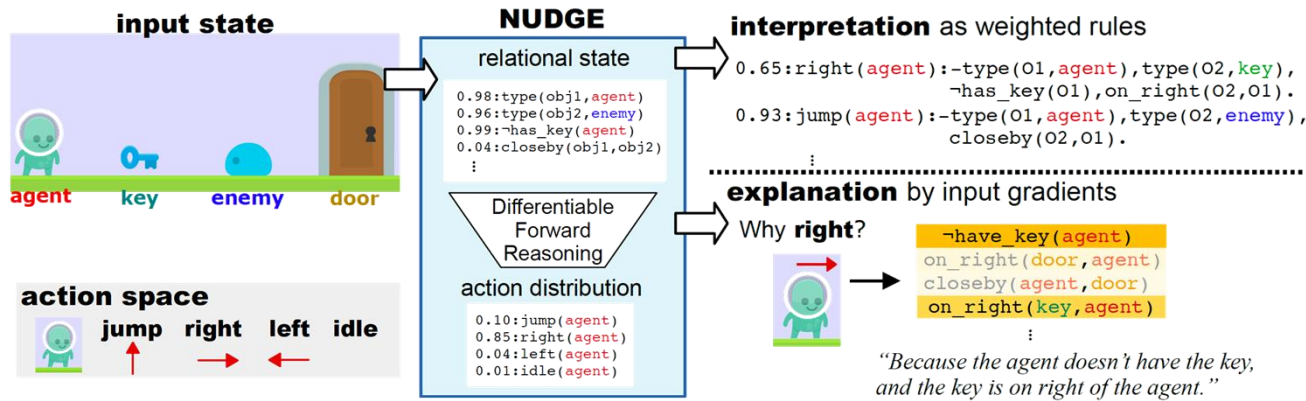 input state
agent
key
enemy
door
action space
jump right left idle
NUDGE
relational state
0.98:type(obj1,agent)
0.96:type(obj2,enemy)
0.99:¬has_key(agent)
0.04:closeby(obj1,obj2)
⋮
Differentiable
Forward
Reasoning
action distribution
0.10:jump(agent)
0.85:right(agent)
0.04:left(agent)
0.01:idle(agent)
interpretation as weighted rules
0.65:right(agent):-type(O1,agent),type(O2,key),
¬has_key(O1),on_right(O2,O1).
0.93:jump(agent):-type(O1,agent),type(O2,enemy),
closeby(O2,O1).
⋮
explanation by input gradients
Why right?
¬have_key(agent)
on_right(door,agent)
closeby(agent,door)
on_right(key,agent)
⋮
“Because the agent doesn’t have the key,
and the key is on right of the agent.”